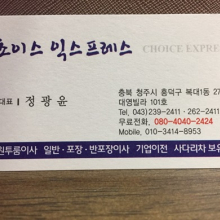 초이스 익스프레스
CHOICE EXPRE
대표 | 정 광 윤
충북 청주시 흥덕구 복대1동 27
대영빌라 101호
Tel, 043)239-2411 · 262-2411
무료전화, 080-4040-2424
Mobile, 010-3414-8953
원투룸이사 일반 · 포장 · 반포장이사 기업이전 사다리차 보유